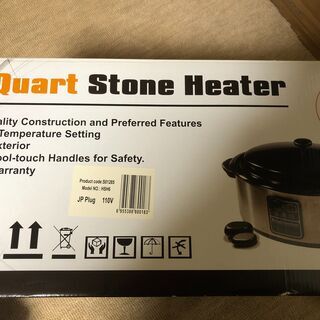 Quart Stone Heater
ality Construction and Preferred Features
Temperature Setting
xterior
ool-touch Handles for Safety.
arranty
Product code:501285
Model NO.: HSH6
JP Plug 110V